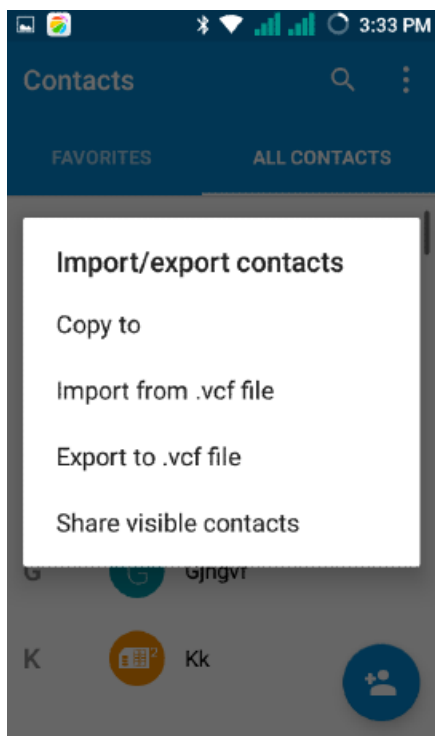 3:33 PM
Contacts
FAVORITES
ALL CONTACTS
Import/export contacts
Copy to
Import from .vcf file
Export to .vcf file
Share visible contacts
G
G
Gjngvf
K
2
Kk